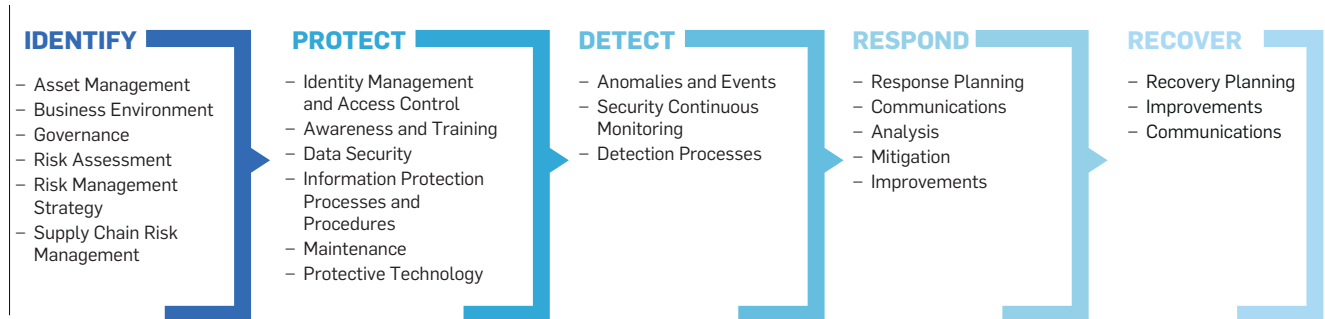 IDENTIFY
– Asset Management
– Business Environment
– Governance
– Risk Assessment
– Risk Management
Strategy
– Supply Chain Risk
Management
PROTECT
– Identity Management
and Access Control
– Awareness and Training
– Data Security
– Information Protection
Processes and
Procedures
– Maintenance
– Protective Technology
DETECT
– Anomalies and Events
– Security Continuous
Monitoring
– Detection Processes
RESPOND
– Response Planning
– Communications
– Analysis
– Mitigation
– Improvements
RECOVER
– Recovery Planning
– Improvements
– Communications